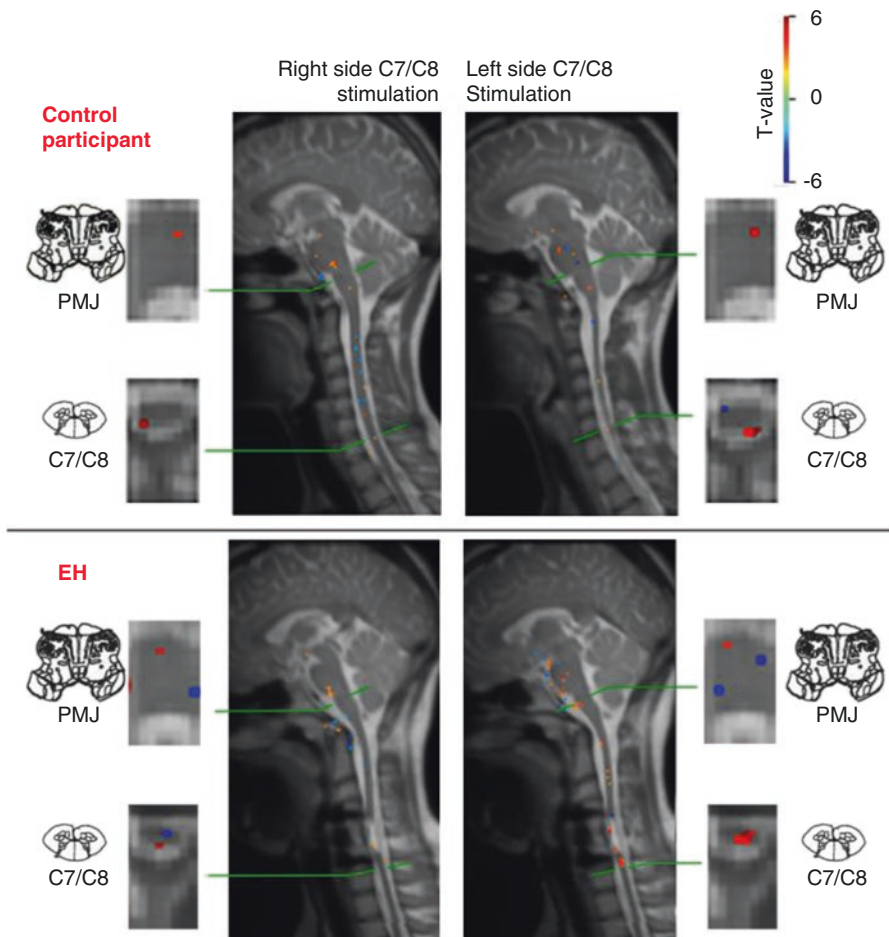 Right side C7/C8
stimulation
Left side C7/C8
Stimulation
T-value
6
0
-6
Control
participant
PMJ
PMJ
C7/C8
C7/C8
EH
PMJ
PMJ
C7/C8
C7/C8